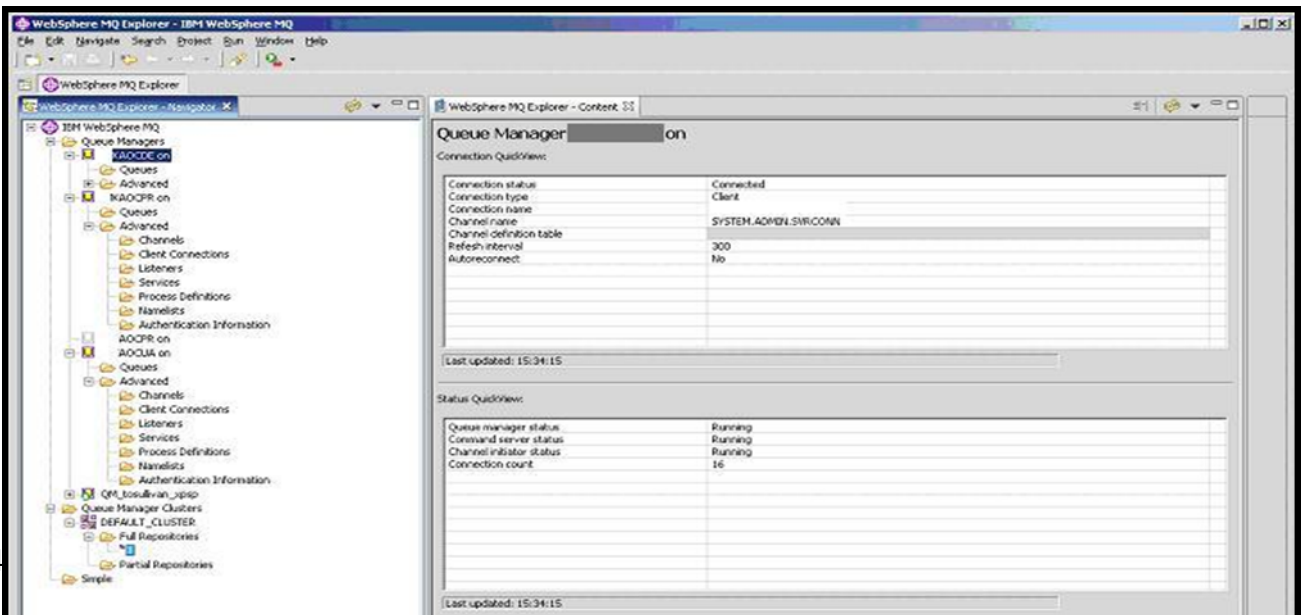 WebSphere MQ Explorer - IBM WebSphere MQ
File Edit Navigate Search Project Run Window Help
WebSphere MQ Explorer
WebSphere MQ Explorer - Navigator
IBM WebSphere MQ
Queue Managers
KAOCDE on
Queues
Advanced
KAOCPR on
Queues
Advanced
Channels
Client Connections
Listeners
Services
Process Definitions
Namelists
Authentication Information
AOCPR on
AOCUA on
Queues
Advanced
Channels
Client Connections
Listeners
Services
Process Definitions
Namelists
Authentication Information
QM_tosullivan_xpsp
Queue Manager Clusters
DEFAULT_CLUSTER
Full Repositories
Partial Repositories
Simple
WebSphere MQ Explorer - Content
Queue Manager on
Connection QuickView:
Connection status Connected
Connection type Client
Connection name
Channel name SYSTEM.ADMIN.SVRCONN
Channel definition table
Refesh interval 300
Autoreconnect No
Last updated: 15:34:15
Status QuickView:
Queue manager status Running
Command server status Running
Channel initiator status Running
Connection count 16
Last updated: 15:34:15